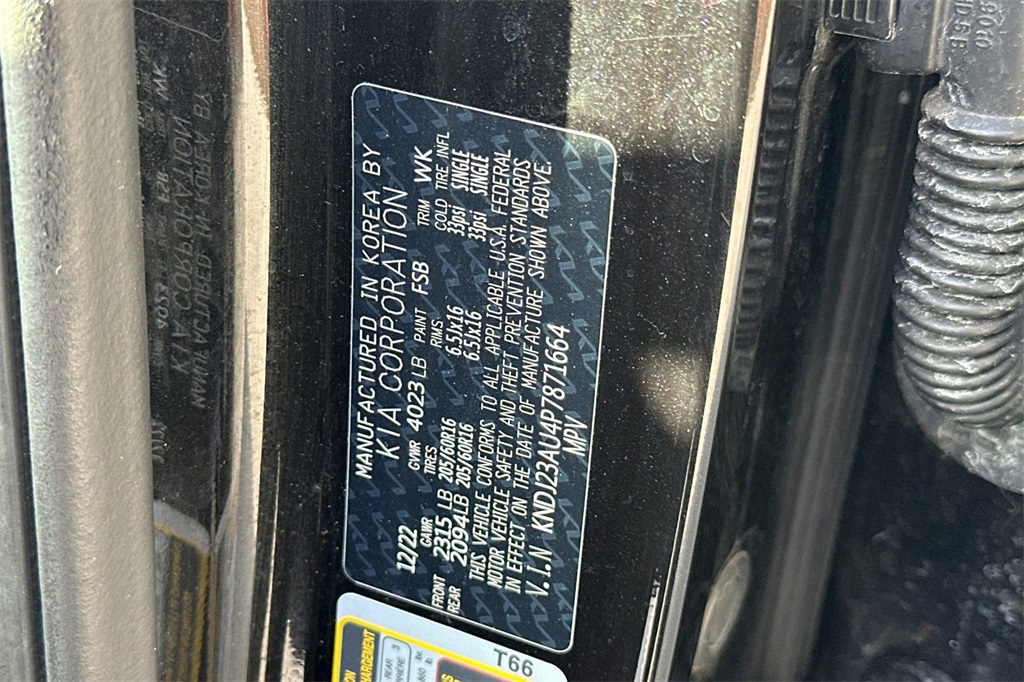 MANUFACTURED IN KOREA BY
KIA CORPORATION
12/22 GVWR 4023 LB PAINT FSB TRIM WK
GAWR TIRES RIMS COLD TIRE INFL
FRONT 2315 LB 205/60R16 6.5Jx16 33psi SINGLE
REAR 2094LB 205/60R16 6.5Jx16 33psi SINGLE
THIS VEHICLE CONFORMS TO ALL APPLICABLE U.S.A. FEDERAL
MOTOR VEHICLE SAFETY AND THEFT PREVENTION STANDARDS
IN EFFECT ON THE DATE OF MANUFACTURE SHOWN ABOVE.
V.I.N KNDJ23AU4P7871664
MPV
T66
REAR 3